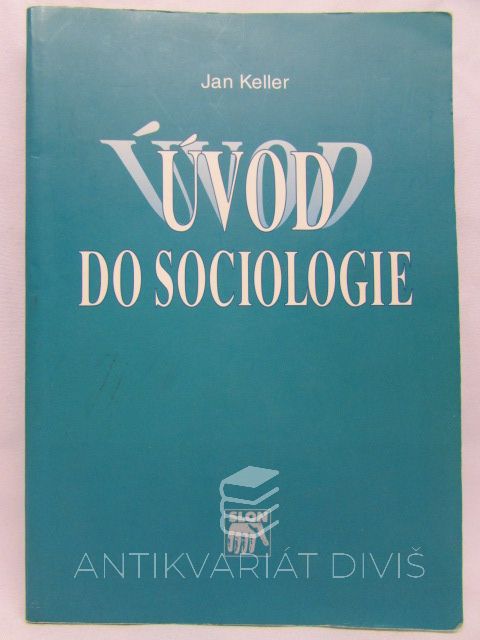 Jan Keller
ÚVOD
DO SOCIOLOGIE
SLON
ANTIKVARIÁT DIVIŠ